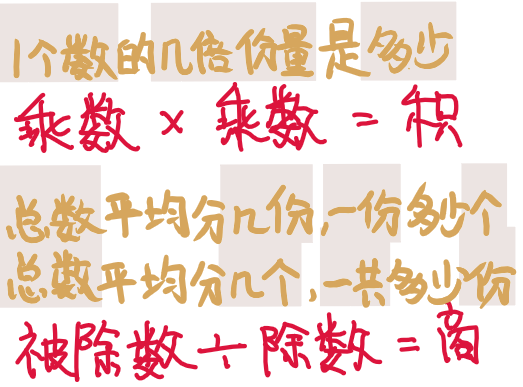 1个数的几倍份量是多少
乘数×乘数=积
总数平均分几份,一份多少个
总数平均分几个,一共多少份
被除数÷除数=商